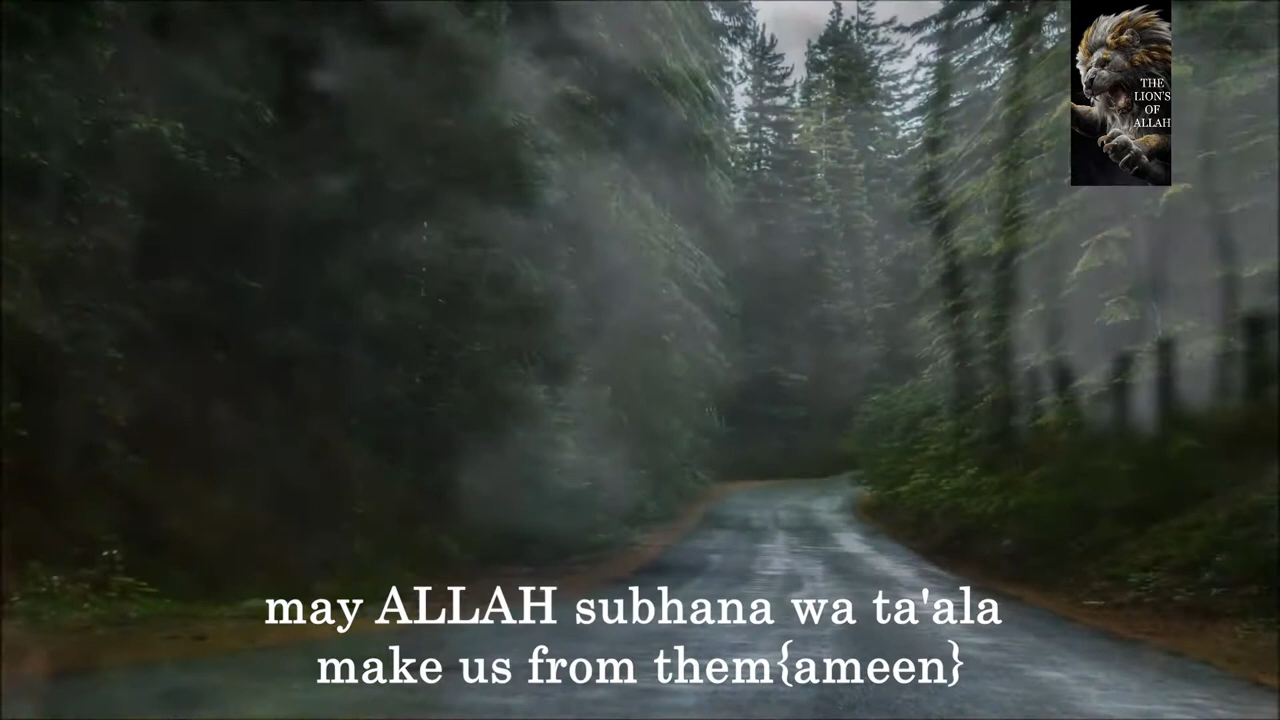 THE
LION'S
OF
ALLAH
may ALLAH subhana wa ta'ala
make us from them{ameen}